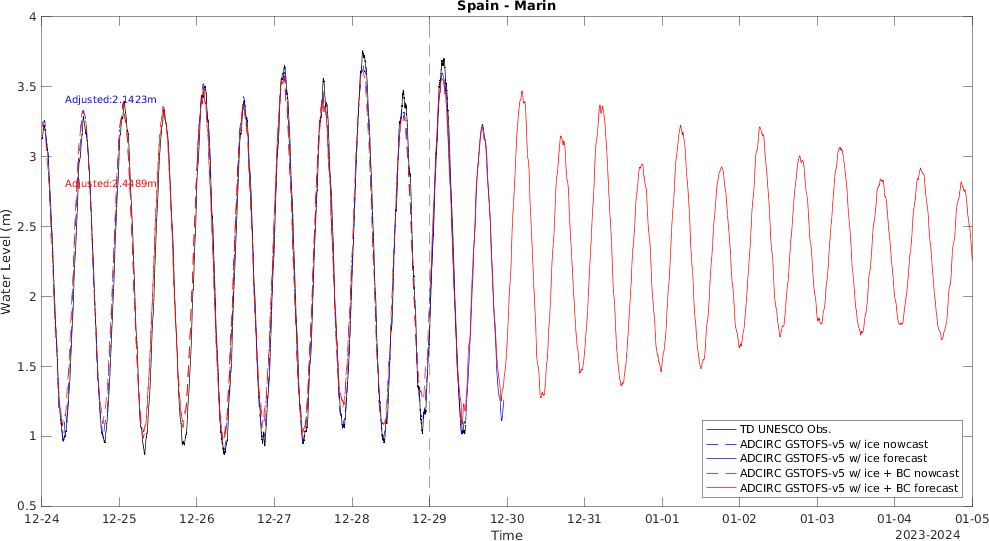 Spain - Marin
4
3.5
3
2.5
2
1.5
1
0.5
Water Level (m)
Adjusted:2.1423m
Adjusted:2.4489m
TD UNESCO Obs.
ADCIRC GSTOFS-v5 w/ ice nowcast
ADCIRC GSTOFS-v5 w/ ice forecast
ADCIRC GSTOFS-v5 w/ ice + BC nowcast
ADCIRC GSTOFS-v5 w/ ice + BC forecast
12-24 12-25 12-26 12-27 12-28 12-29 12-30 12-31 01-01 01-02 01-03 01-04 01-05
Time
2023-2024